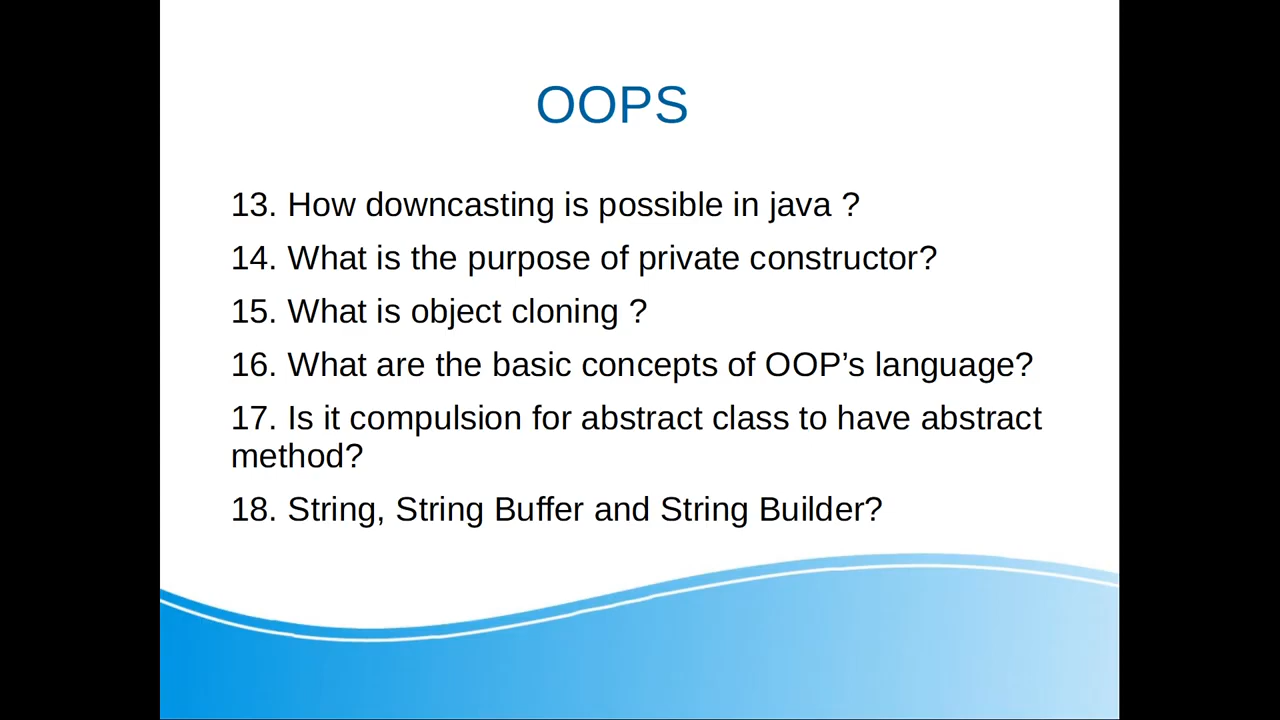 OOPS
13. How downcasting is possible in java ?
14. What is the purpose of private constructor?
15. What is object cloning ?
16. What are the basic concepts of OOP’s language?
17. Is it compulsion for abstract class to have abstract
method?
18. String, String Buffer and String Builder?